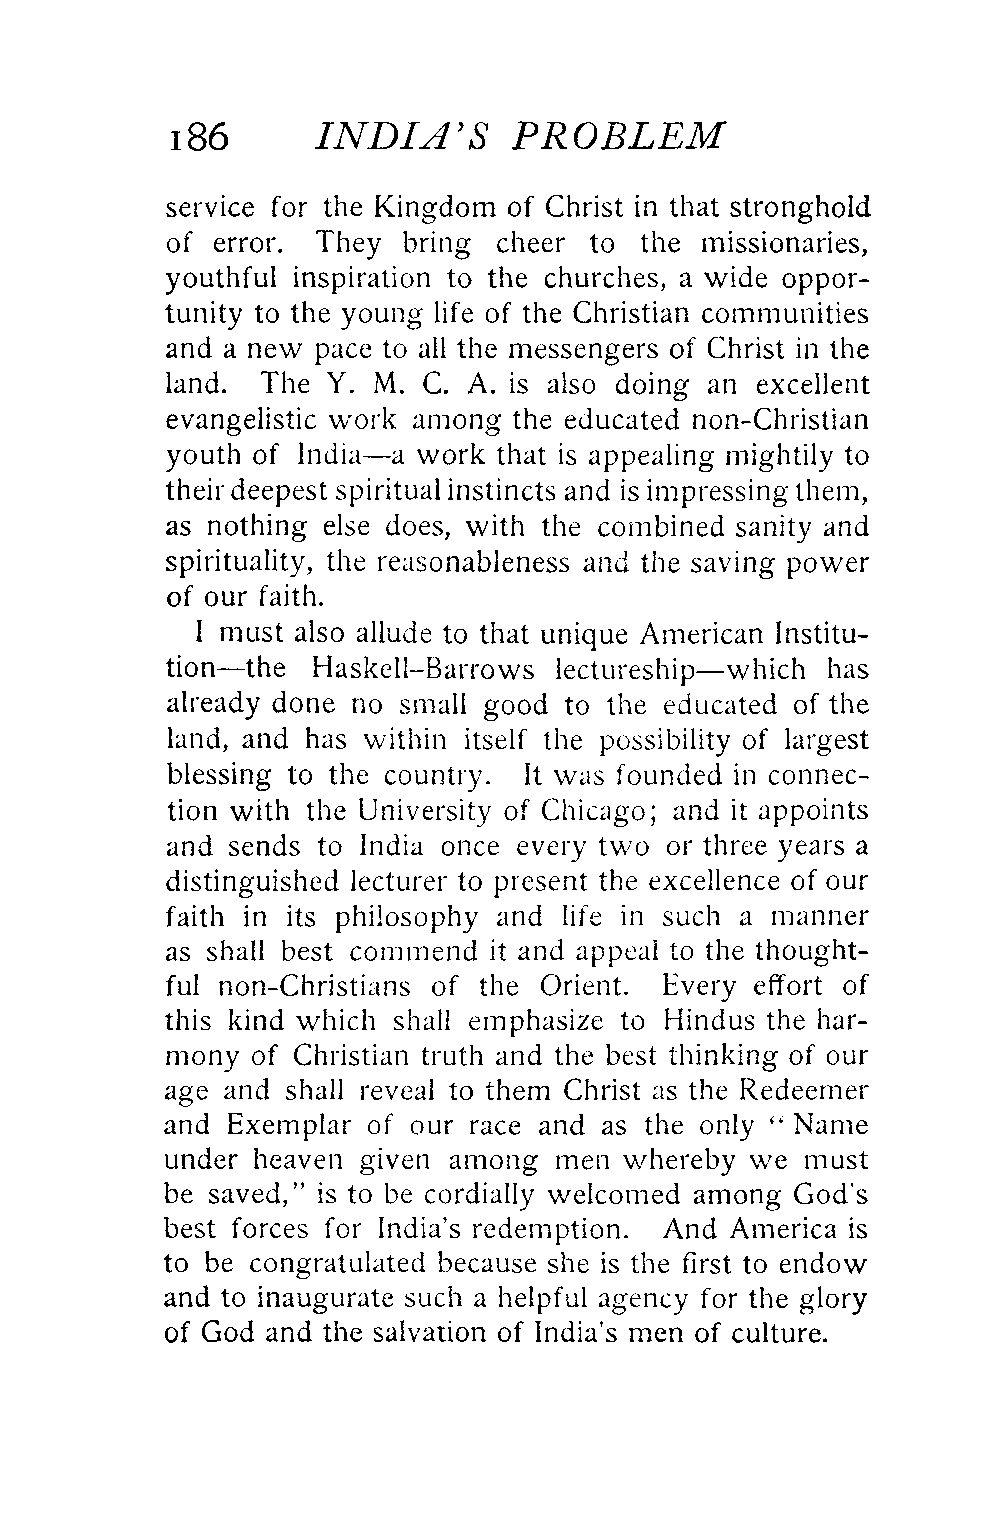 186 INDIA'S PROBLEM
service for the Kingdom of Christ in that stronghold
of error. They bring cheer to the missionaries,
youthful inspiration to the churches, a wide oppor-
tunity to the young life of the Christian communities
and a new pace to all the messengers of Christ in the
land. The Y. M. C. A. is also doing an excellent
evangelistic work among the educated non-Christian
youth of India—a work that is appealing mightily to
their deepest spiritual instincts and is impressing them,
as nothing else does, with the combined sanity and
spirituality, the reasonableness and the saving power
of our faith.
I must also allude to that unique American Institu-
tion—the Haskell-Barrows lectureship—which has
already done no small good to the educated of the
land, and has within itself the possibility of largest
blessing to the country. It was founded in connec-
tion with the University of Chicago; and it appoints
and sends to India once every two or three years a
distinguished lecturer to present the excellence of our
faith in its philosophy and life in such a manner
as shall best commend it and appeal to the thought-
ful non-Christians of the Orient. Every effort of
this kind which shall emphasize to Hindus the har-
mony of Christian truth and the best thinking of our
age and shall reveal to them Christ as the Redeemer
and Exemplar of our race and as the only "Name
under heaven given among men whereby we must
be saved," is to be cordially welcomed among God's
best forces for India's redemption. And America is
to be congratulated because she is the first to endow
and to inaugurate such a helpful agency for the glory
of God and the salvation of India's men of culture.